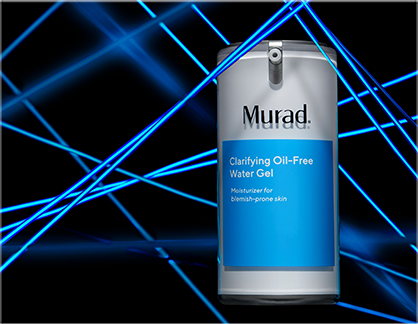 Murad.
Clarifying Oil-Free
Water Gel
Moisturizer for
blemish-prone skin